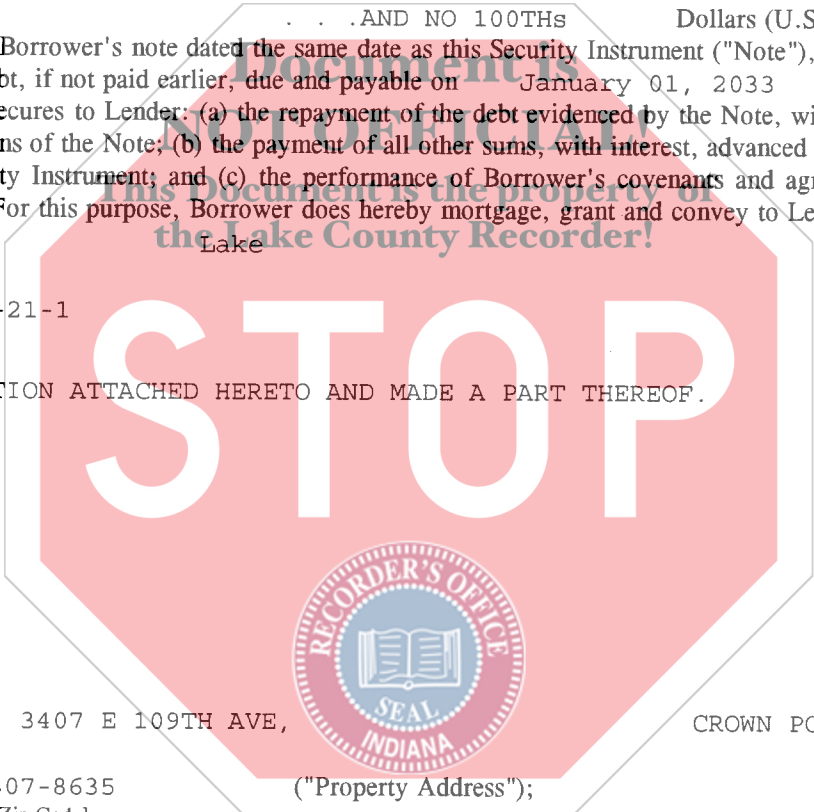 . . .AND NO 100THs Dollars (U.S
Borrower's note dated the same date as this Security Instrument ("Note"),
Document is
due and payable on January 01, 2033
if not paid earlier,
ecures to Lender: (a) the repayment of the debt evidenced by the Note, wi
NOT OFFICIAL!
ns of the Note; (b) the payment of all other sums, with interest, advanced
ty Instrument; and (c) the performance of Borrower's covenants and agr
This Document is the property of
For this purpose, Borrower does hereby mortgage, grant and convey to Le
the Lake County Recorder!
Lake
-21-1
TION ATTACHED HERETO AND MADE A PART THEREOF.
STOP
RECORDER'S OFFICE
SEAL
INDIANA
3407 E 109TH AVE, CROWN PO
07-8635 ("Property Address");